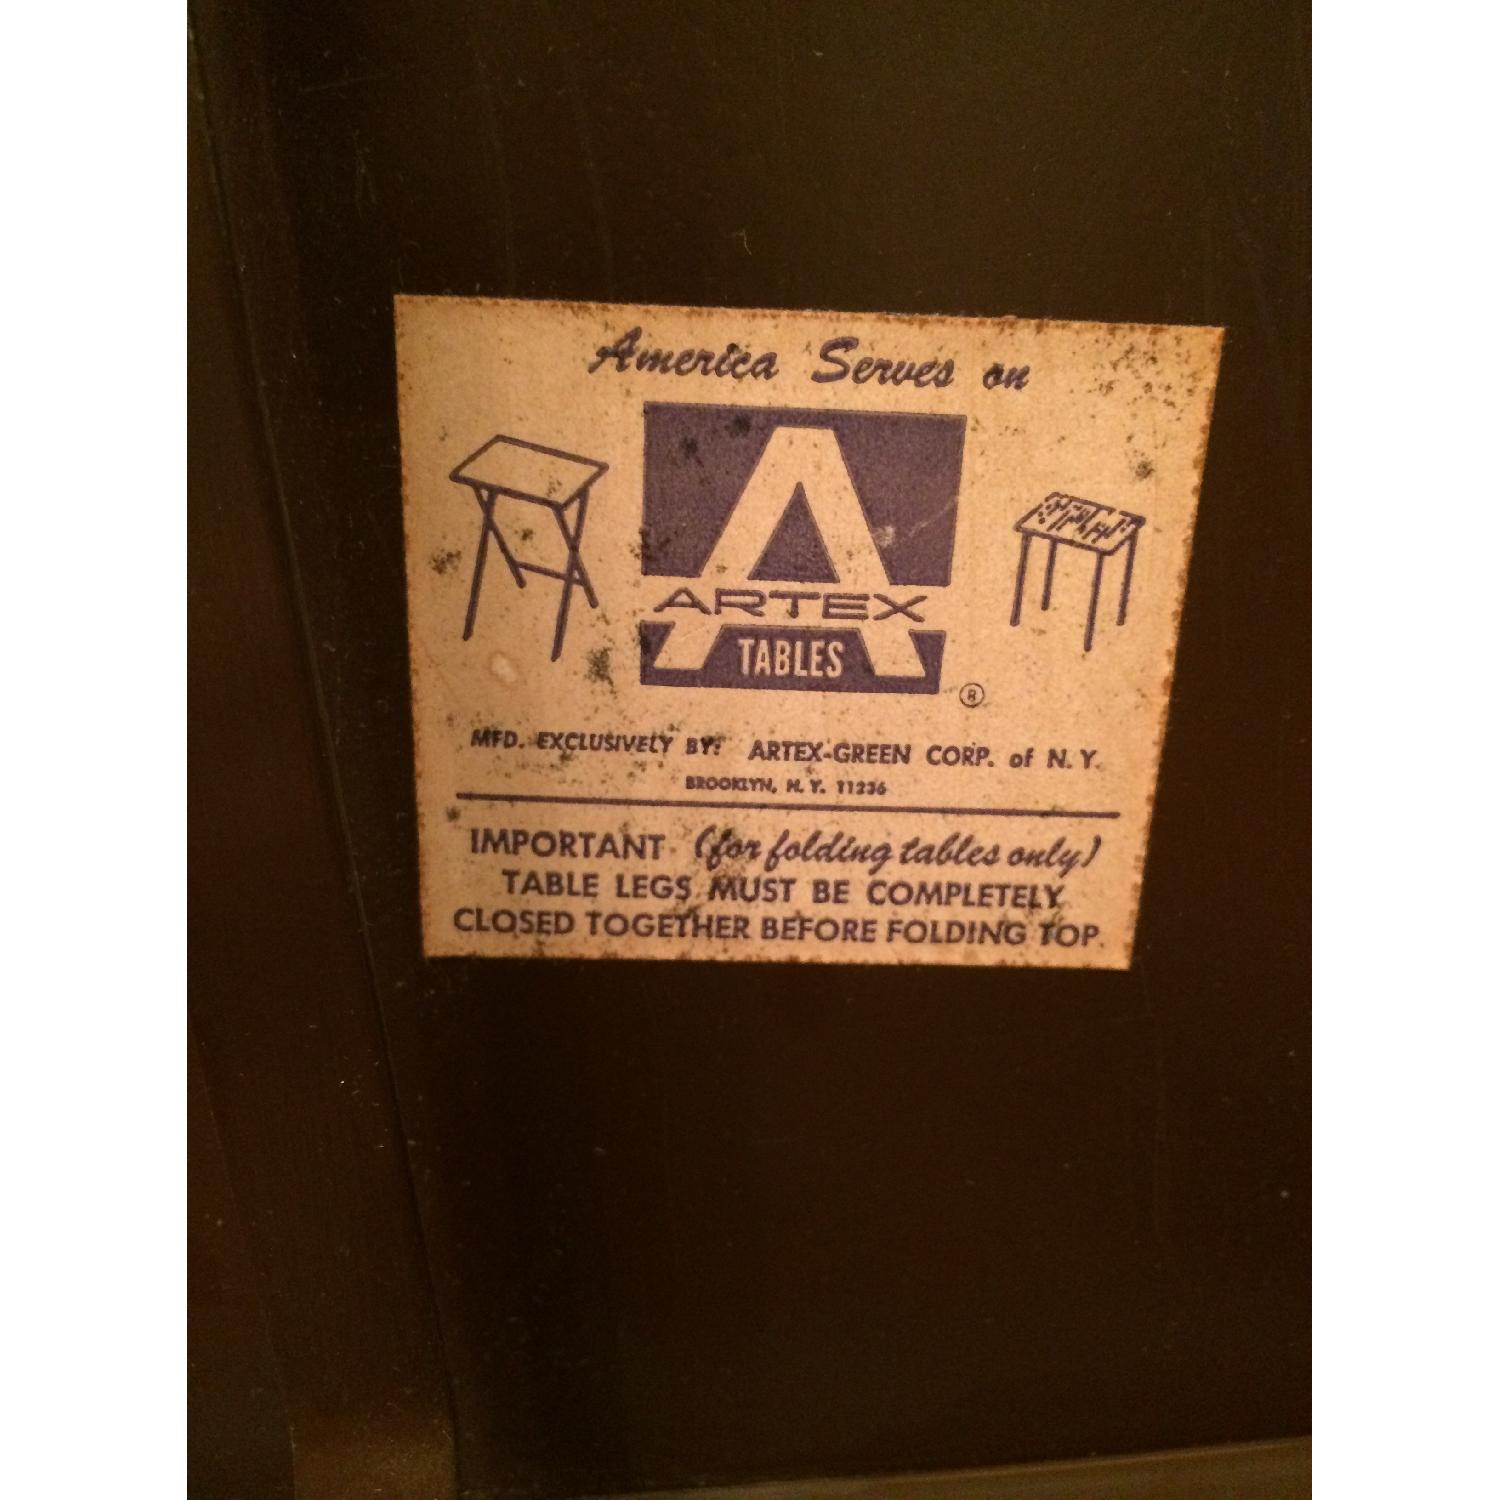 America Serves on
ARTEX
TABLES
®
MFD. EXCLUSIVELY BY: ARTEX-GREEN CORP. of N.Y.
BROOKLYN, N.Y. 11236
IMPORTANT (for folding tables only)
TABLE LEGS MUST BE COMPLETELY
CLOSED TOGETHER BEFORE FOLDING TOP.